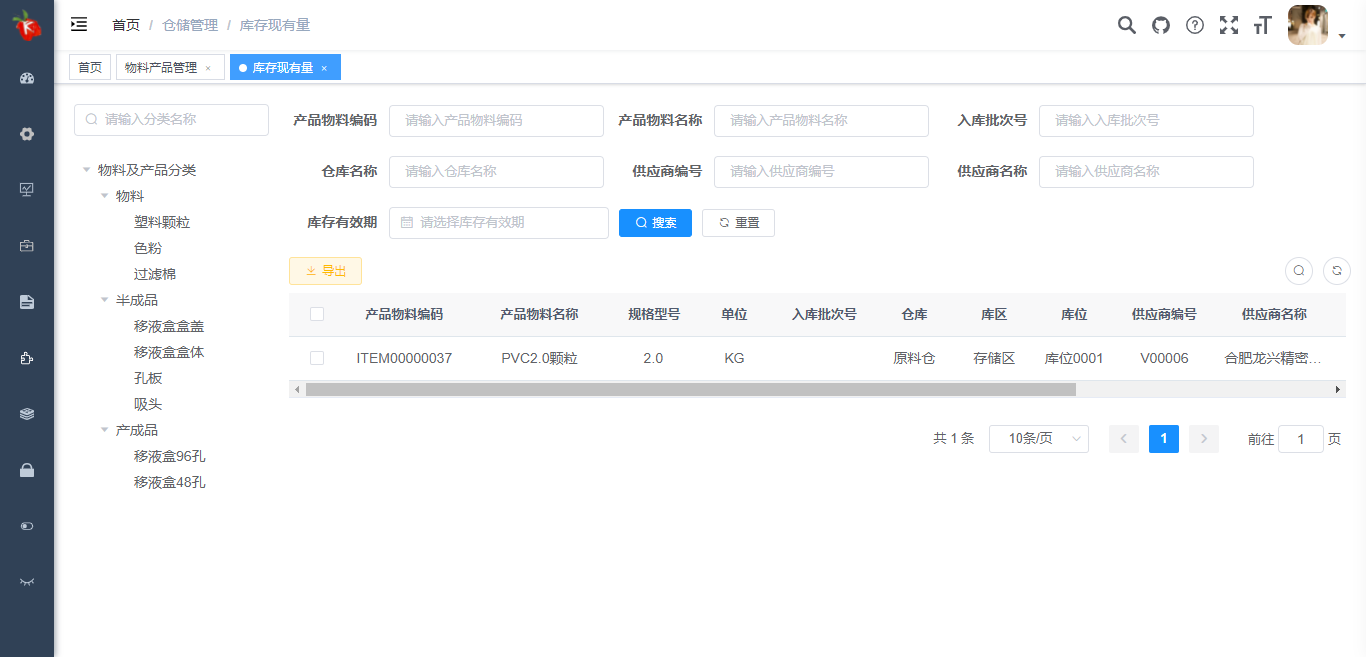 首页 / 仓储管理 / 库存现有量
首页 物料产品管理 × 库存现有量 ×
请输入分类名称
物料及产品分类
物料
塑料颗粒
色粉
过滤棉
半成品
移液盒盒盖
移液盒盒体
孔板
吸头
产成品
移液盒96孔
移液盒48孔
产品物料编码 请输入产品物料编码 产品物料名称 请输入产品物料名称 入库批次号 请输入入库批次号
仓库名称 请输入仓库名称 供应商编号 请输入供应商编号 供应商名称 请输入供应商名称
库存有效期 请选择库存有效期 搜索 重置
导出
产品物料编码 产品物料名称 规格型号 单位 入库批次号 仓库 库区 库位 供应商编号 供应商名称
ITEM00000037 PVC2.0颗粒 2.0 KG 原料仓 存储区 库位0001 V00006 合肥龙兴精密...
共 1 条 10条/页 1 前往 1 页